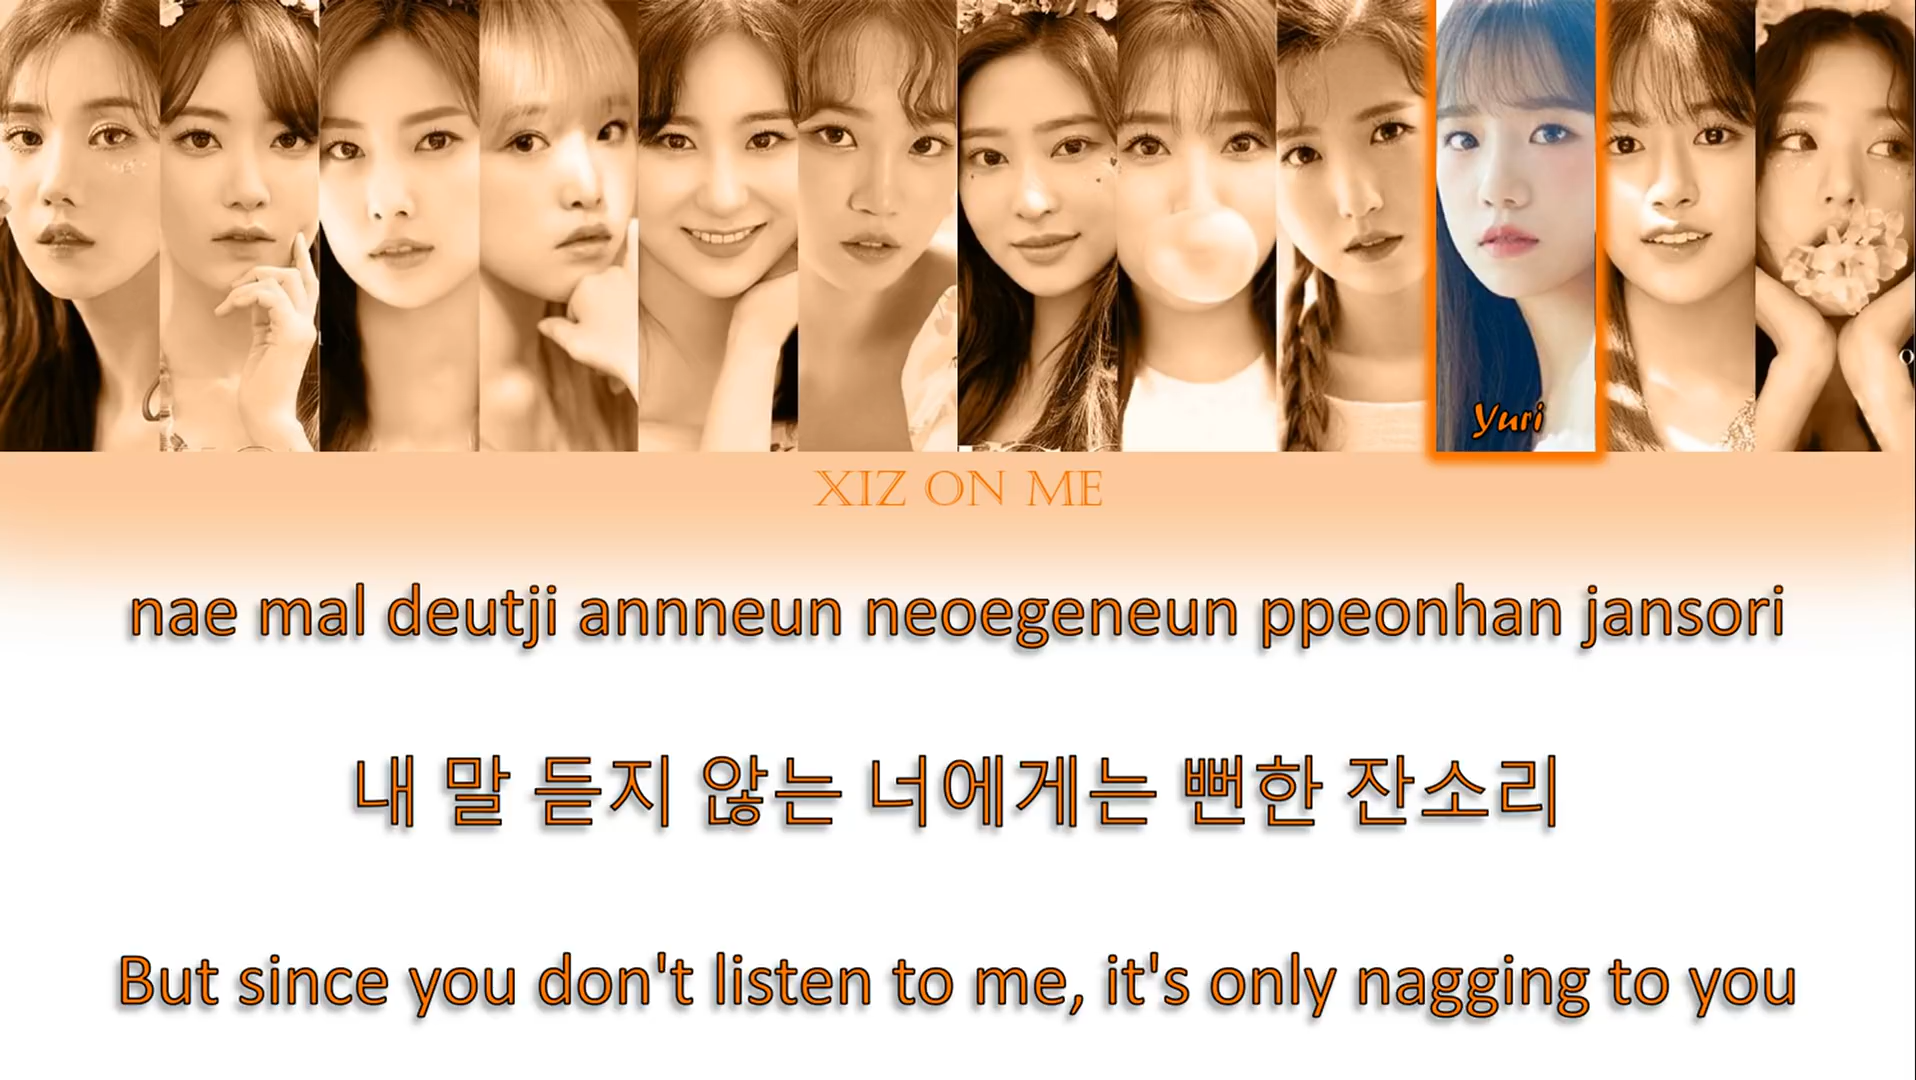 Yuri
XIZ ON ME
nae mal deutji annneun neoegeneun ppeonhan jansori
내 말 듣지 않는 너에게는 뻔한 잔소리
But since you don't listen to me, it's only nagging to you